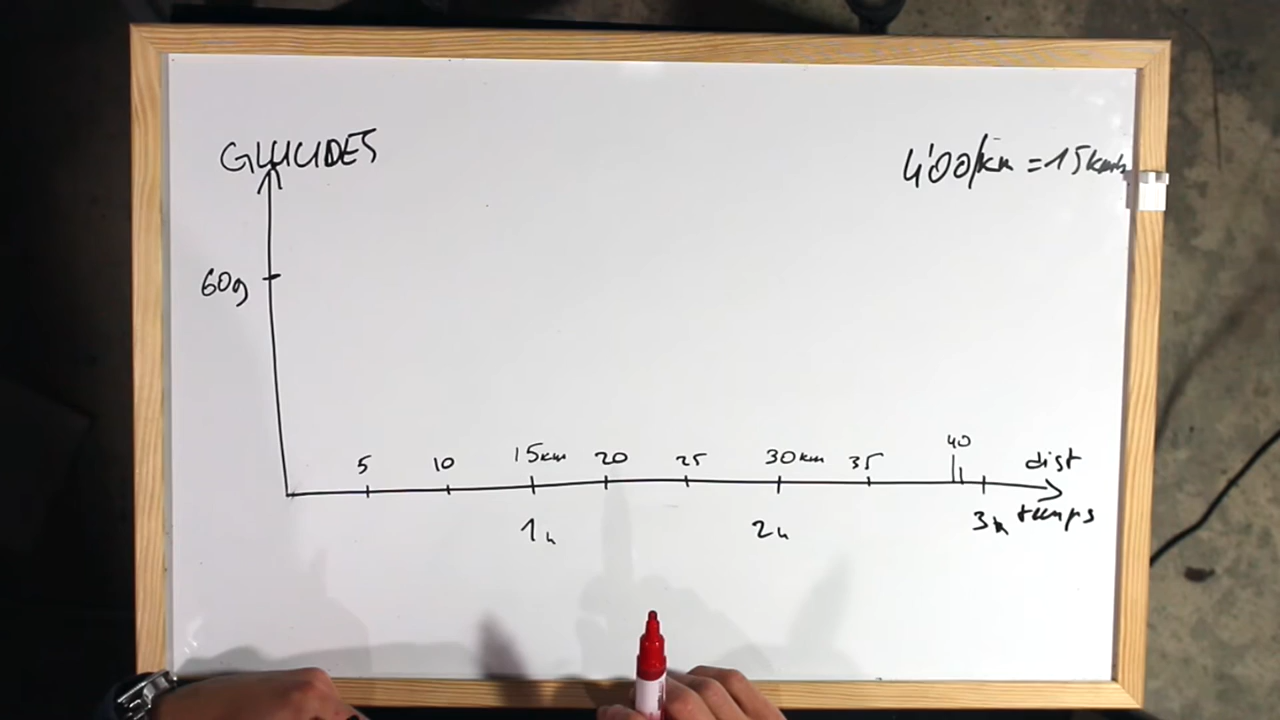 GLUCIDES
4'00/km = 15km/h
60g
5 10 15km 20 25 30km 35 40 dist
1h 2h 3h temps